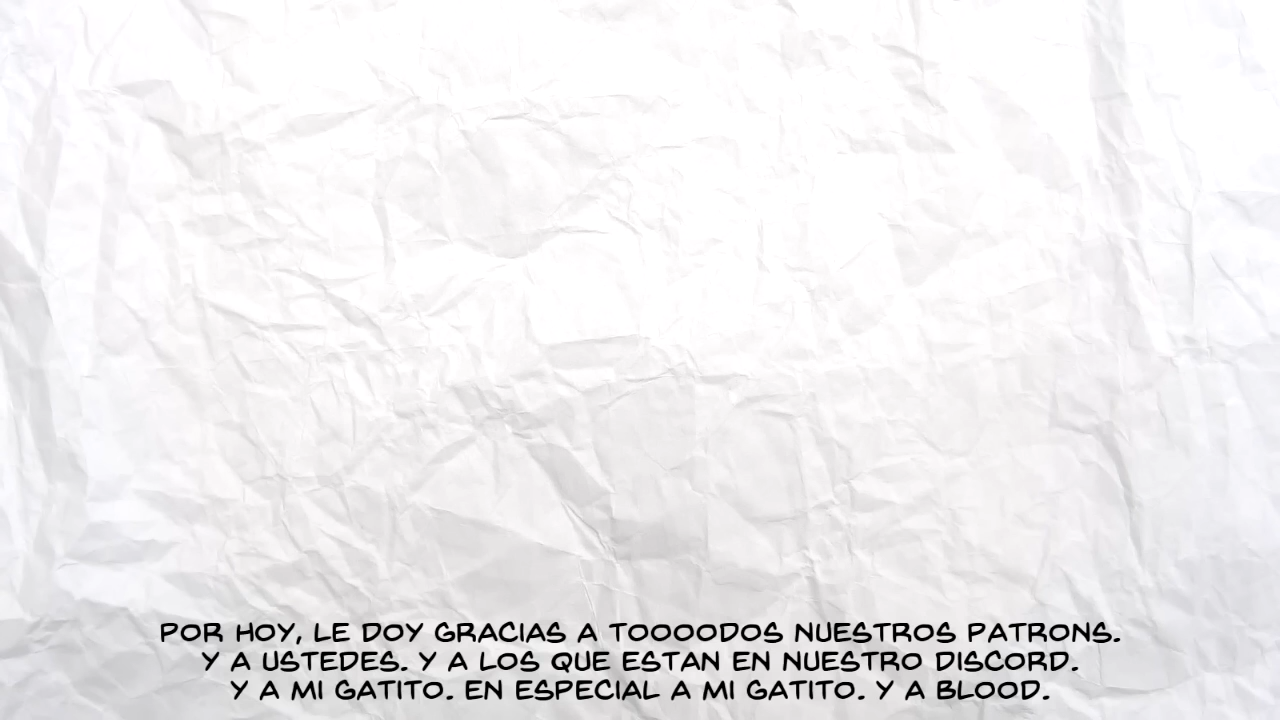 POR HOY, LE DOY GRACIAS A TOOOODOS NUESTROS PATRONS.
Y A USTEDES. Y A LOS QUE ESTAN EN NUESTRO DISCORD.
Y A MI GATITO. EN ESPECIAL A MI GATITO. Y A BLOOD.